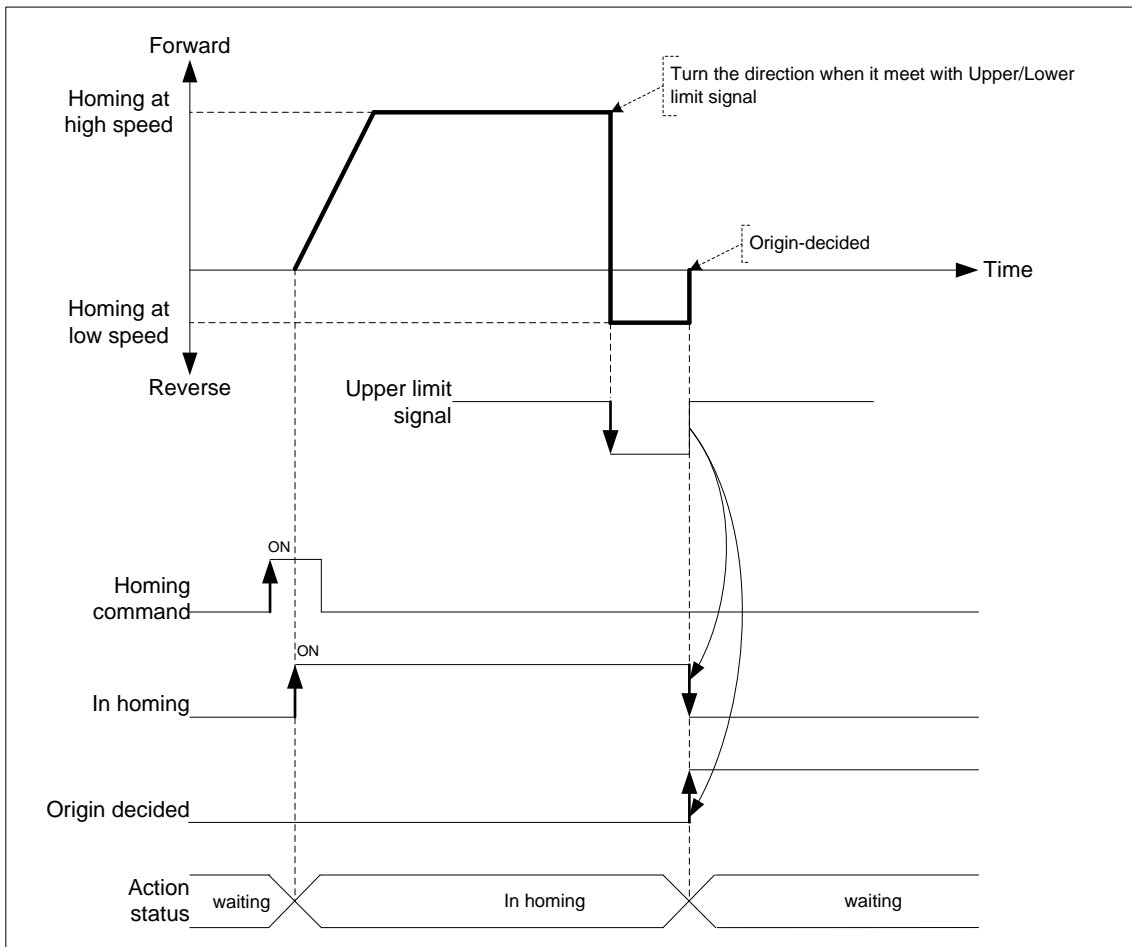 Forward
Homing at
high speed
Turn the direction when it meet with Upper/Lower
limit signal
Origin-decided
Time
Homing at
low speed
Reverse
Upper limit
signal
ON
Homing
command
ON
In homing
Origin decided
Action
status
waiting
In homing
waiting